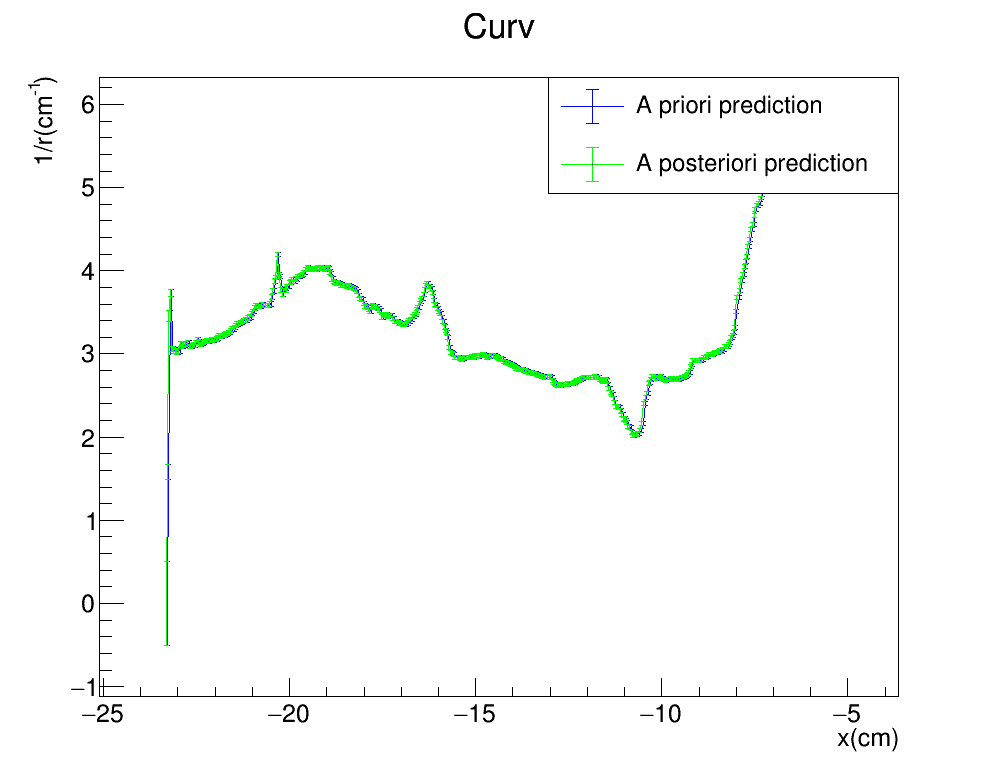 Curv
1/r(cm-1)
6
5
4
3
2
1
0
−1
−25 −20 −15 −10 −5
x(cm)
A priori prediction
A posteriori prediction